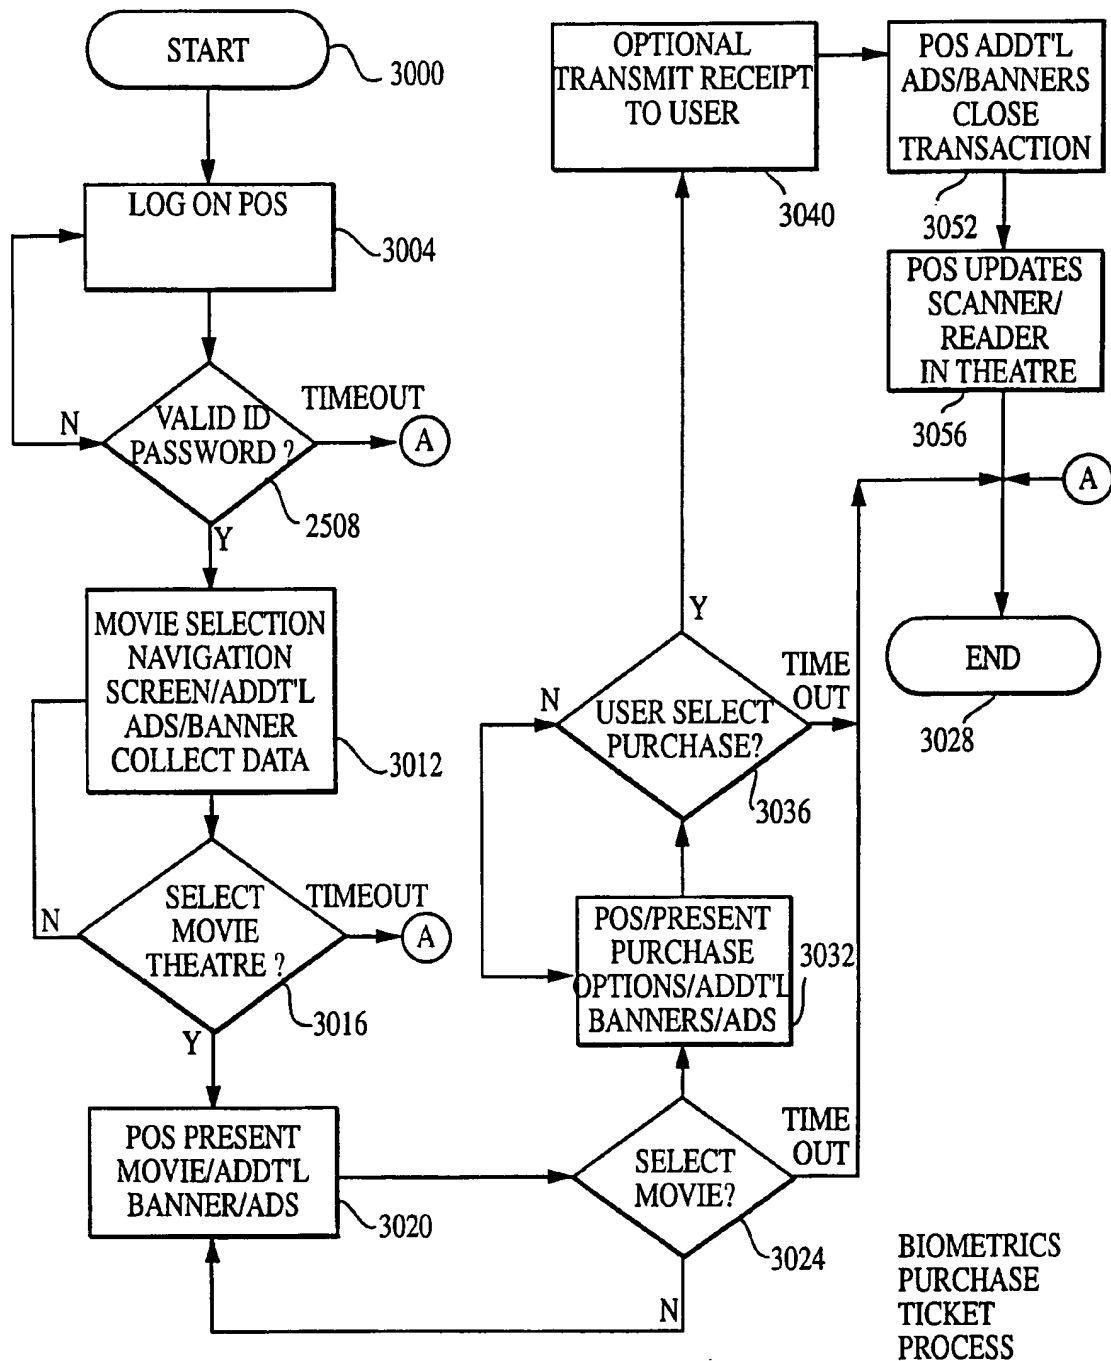 START
3000
LOG ON POS
3004
N
VALID ID
PASSWORD ?
TIMEOUT
A
2508
Y
MOVIE SELECTION
NAVIGATION
SCREEN/ADDT'L
ADS/BANNER
COLLECT DATA
3012
SELECT
MOVIE
THEATRE ?
TIMEOUT
A
N
3016
Y
POS PRESENT
MOVIE/ADDT'L
BANNER/ADS
3020
SELECT
MOVIE?
TIME
OUT
3024
N
POS/PRESENT
PURCHASE
OPTIONS/ADDT'L
BANNERS/ADS
3032
N
USER SELECT
PURCHASE?
TIME
OUT
3036
Y
OPTIONAL
TRANSMIT RECEIPT
TO USER
3040
POS ADDT'L
ADS/BANNERS
CLOSE
TRANSACTION
3052
POS UPDATES
SCANNER/
READER
IN THEATRE
3056
A
END
3028
BIOMETRICS
PURCHASE
TICKET
PROCESS